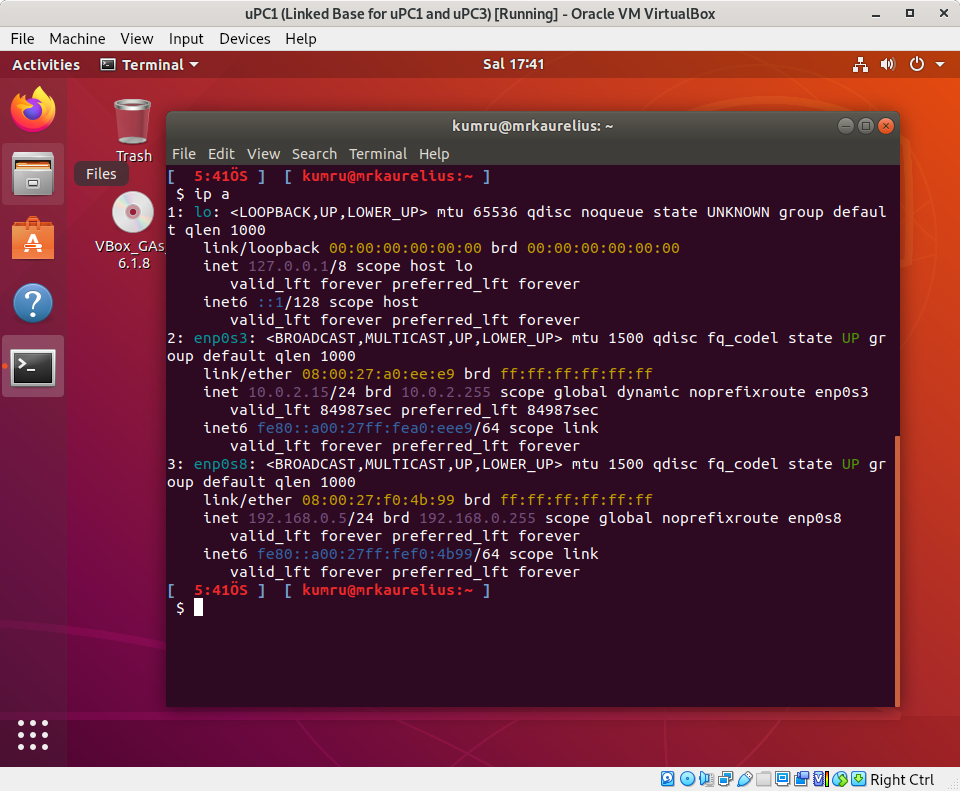 uPC1 (Linked Base for uPC1 and uPC3) [Running] - Oracle VM VirtualBox
File Machine View Input Devices Help
Activities Terminal Sal 17:41
Trash
Files
VBox_GAs_
6.1.8
kumru@mrkaurelius: ~
File Edit View Search Terminal Help
[  5:41ÖS ]  [ kumru@mrkaurelius:~ ]
$ ip a
1: lo: <LOOPBACK,UP,LOWER_UP> mtu 65536 qdisc noqueue state UNKNOWN group defaul
t qlen 1000
link/loopback 00:00:00:00:00:00 brd 00:00:00:00:00:00
inet 127.0.0.1/8 scope host lo
valid_lft forever preferred_lft forever
inet6 ::1/128 scope host
valid_lft forever preferred_lft forever
2: enp0s3: <BROADCAST,MULTICAST,UP,LOWER_UP> mtu 1500 qdisc fq_codel state UP gr
oup default qlen 1000
link/ether 08:00:27:a0:ee:e9 brd ff:ff:ff:ff:ff:ff
inet 10.0.2.15/24 brd 10.0.2.255 scope global dynamic noprefixroute enp0s3
valid_lft 84987sec preferred_lft 84987sec
inet6 fe80::a00:27ff:fea0:eee9/64 scope link
valid_lft forever preferred_lft forever
3: enp0s8: <BROADCAST,MULTICAST,UP,LOWER_UP> mtu 1500 qdisc fq_codel state UP gr
oup default qlen 1000
link/ether 08:00:27:f0:4b:99 brd ff:ff:ff:ff:ff:ff
inet 192.168.0.5/24 brd 192.168.0.255 scope global noprefixroute enp0s8
valid_lft forever preferred_lft forever
inet6 fe80::a00:27ff:fef0:4b99/64 scope link
valid_lft forever preferred_lft forever
[  5:41ÖS ]  [ kumru@mrkaurelius:~ ]
$
Right Ctrl